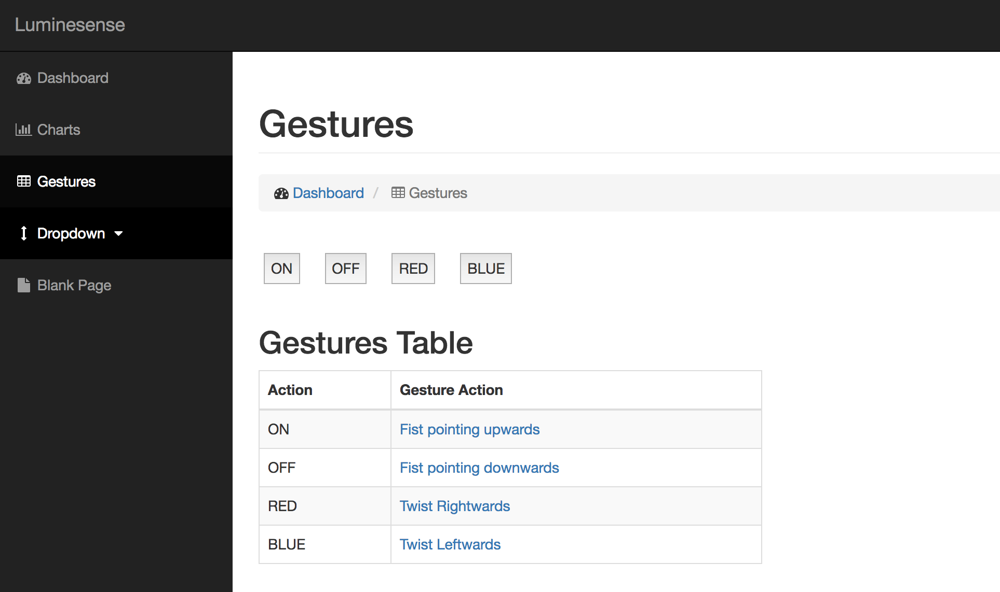 Luminesense
Dashboard
Charts
Gestures
Dropdown
Blank Page
Gestures
Dashboard / Gestures
ON OFF RED BLUE
Gestures Table
Action Gesture Action
ON Fist pointing upwards
OFF Fist pointing downwards
RED Twist Rightwards
BLUE Twist Leftwards